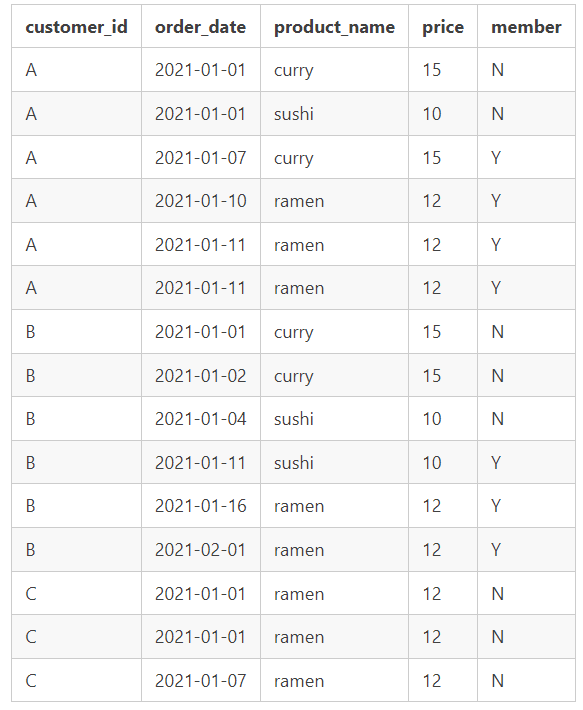 customer_id order_date product_name price member
A 2021-01-01 curry 15 N
A 2021-01-01 sushi 10 N
A 2021-01-07 curry 15 Y
A 2021-01-10 ramen 12 Y
A 2021-01-11 ramen 12 Y
A 2021-01-11 ramen 12 Y
B 2021-01-01 curry 15 N
B 2021-01-02 curry 15 N
B 2021-01-04 sushi 10 N
B 2021-01-11 sushi 10 Y
B 2021-01-16 ramen 12 Y
B 2021-02-01 ramen 12 Y
C 2021-01-01 ramen 12 N
C 2021-01-01 ramen 12 N
C 2021-01-07 ramen 12 N